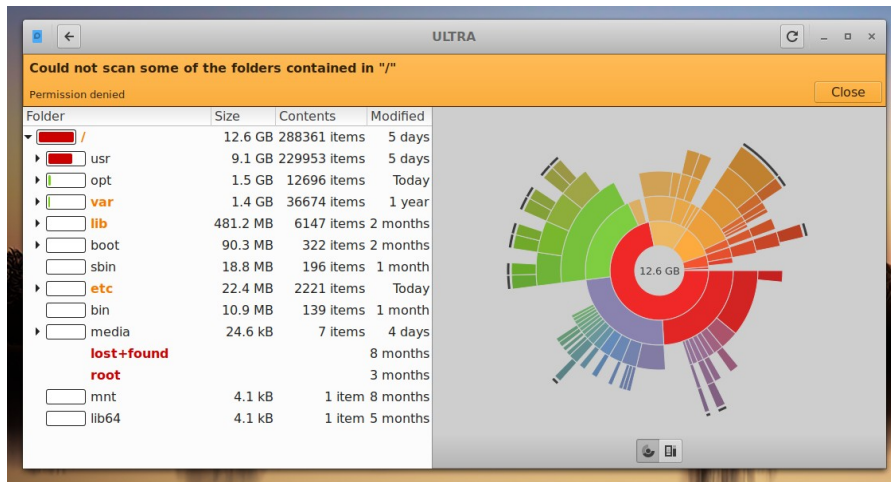 ULTRA
Could not scan some of the folders contained in "/"
Permission denied
Close
Folder Size Contents Modified
/ 12.6 GB 288361 items 5 days
usr 9.1 GB 229953 items 5 days
opt 1.5 GB 12696 items Today
var 1.4 GB 36674 items 1 year
lib 481.2 MB 6147 items 2 months
boot 90.3 MB 322 items 2 months
sbin 18.8 MB 196 items 1 month
etc 22.4 MB 2221 items Today
bin 10.9 MB 139 items 1 month
media 24.6 kB 7 items 4 days
lost+found 8 months
root 3 months
mnt 4.1 kB 1 item 8 months
lib64 4.1 kB 1 item 5 months
12.6 GB